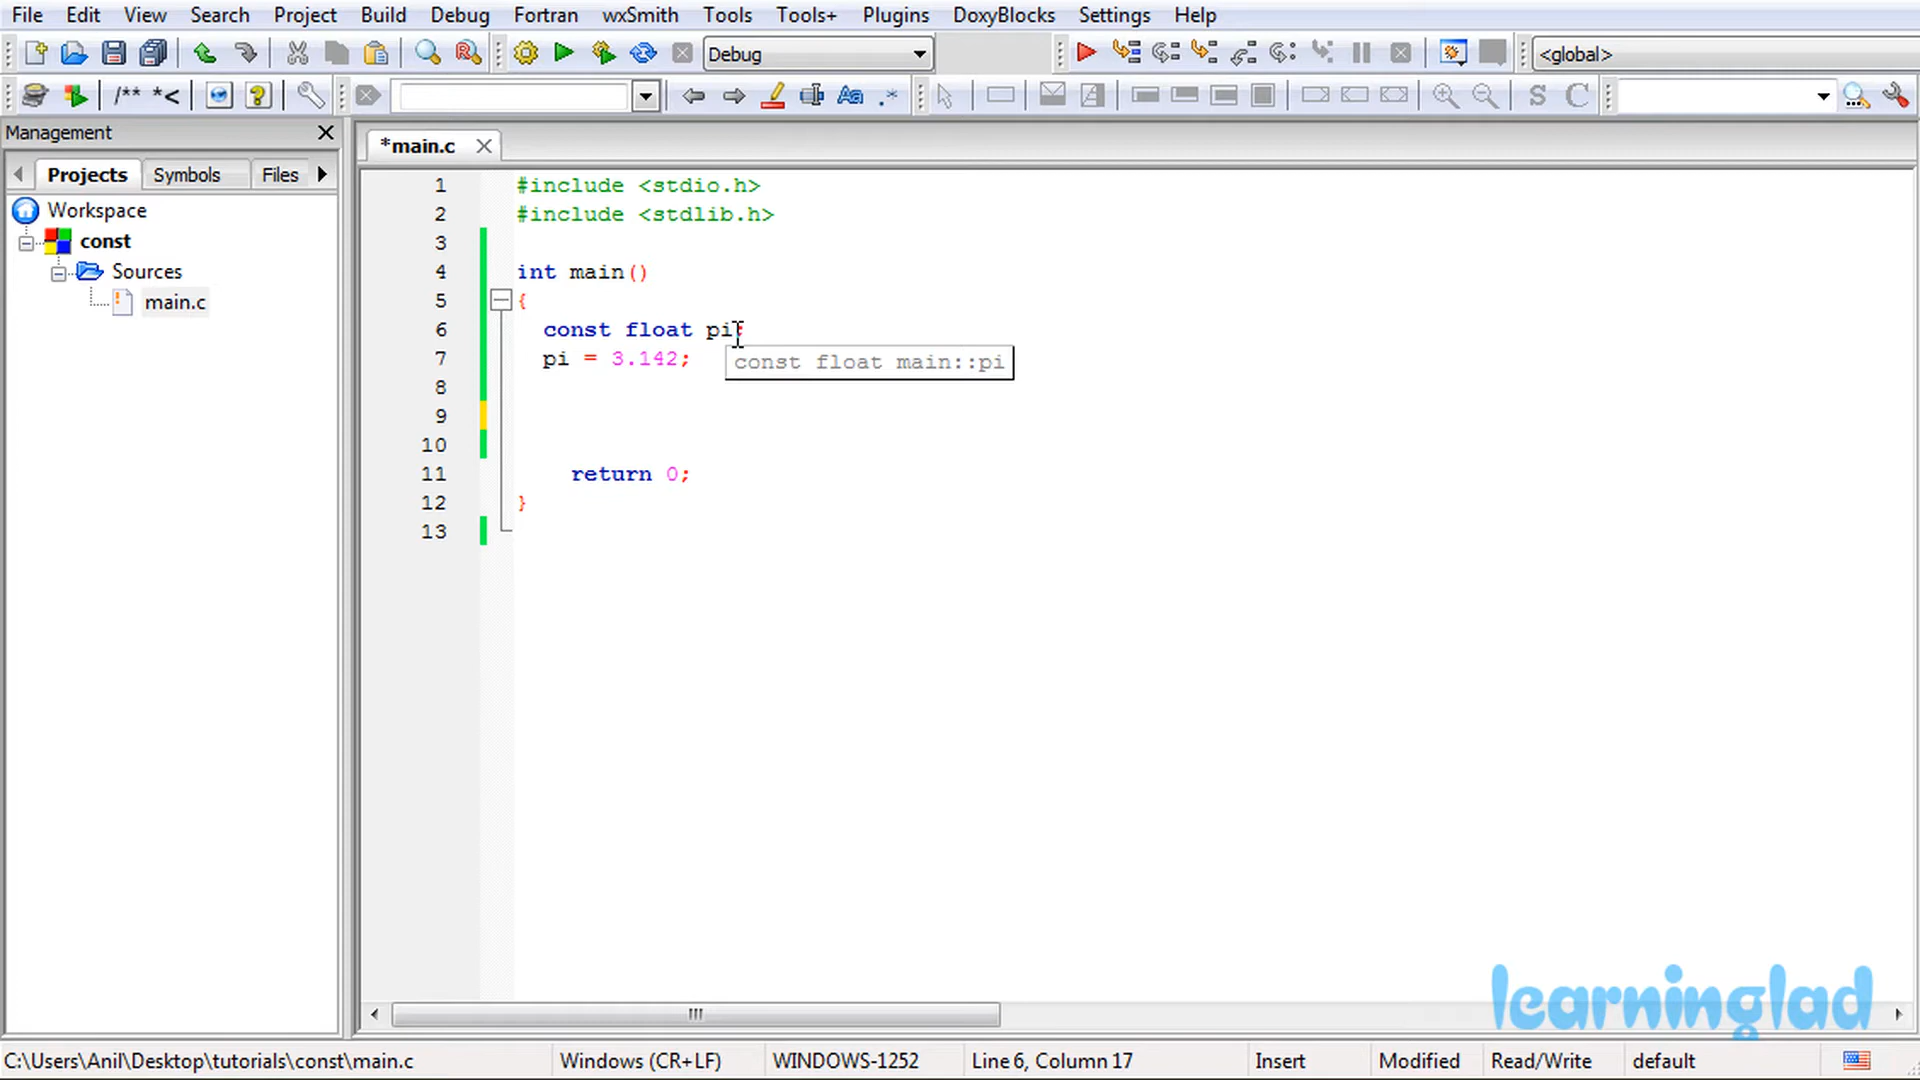 File Edit View Search Project Build Debug Fortran wxSmith Tools Tools+ Plugins DoxyBlocks Settings Help
Debug <global>
/** *< Aa .* S C
Management
*main.c
Projects Symbols Files
Workspace
const
Sources
main.c
1 #include <stdio.h>
2 #include <stdlib.h>
3
4 int main()
5 {
6 const float pi;
7 pi = 3.142;
const float main::pi
8
9
10
11 return 0;
12 }
13
learninglad
C:\Users\Anil\Desktop\tutorials\const\main.c Windows (CR+LF) WINDOWS-1252 Line 6, Column 17 Insert Modified Read/Write default